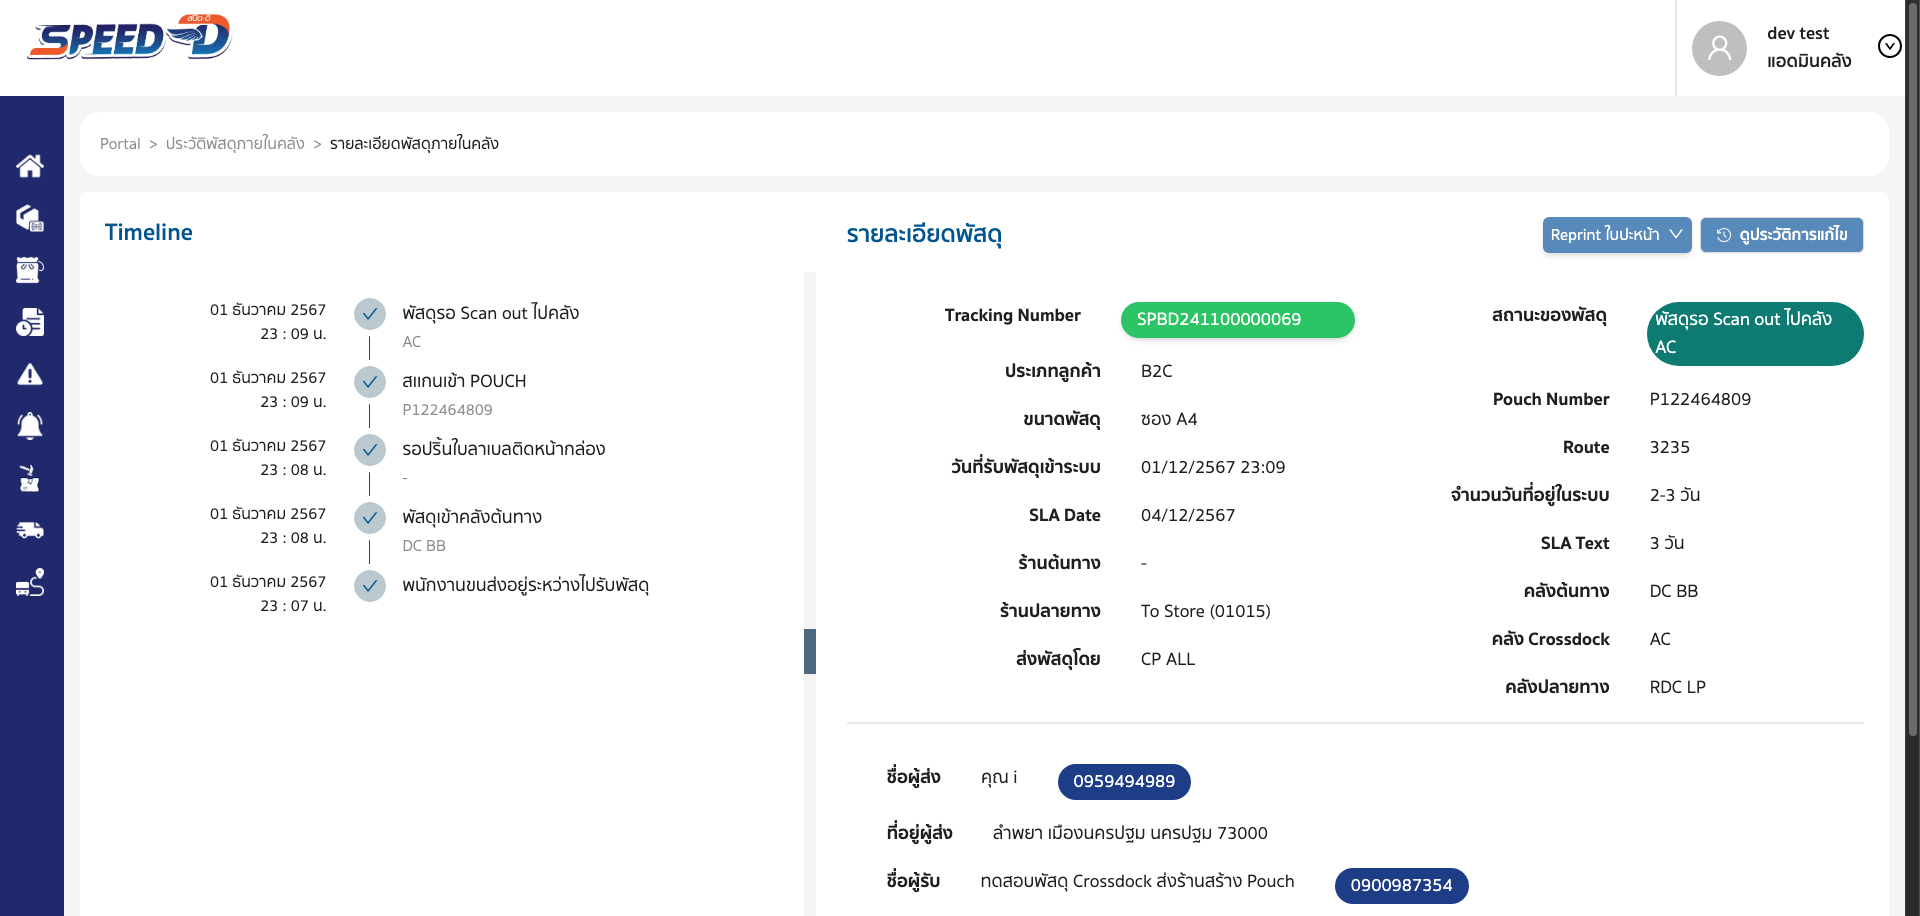 สปีด-ดี
SPEED-D
dev test
แอดมินคลัง
Portal > ประวัติพัสดุภายในคลัง > รายละเอียดพัสดุภายในคลัง
Timeline
01 ธันวาคม 2567
23 : 09 น.
พัสดุรอ Scan out ไปคลัง
AC
01 ธันวาคม 2567
23 : 09 น.
สแกนเข้า POUCH
P122464809
01 ธันวาคม 2567
23 : 08 น.
รอปริ้นใบลาเบลติดหน้ากล่อง
-
01 ธันวาคม 2567
23 : 08 น.
พัสดุเข้าคลังต้นทาง
DC BB
01 ธันวาคม 2567
23 : 07 น.
พนักงานขนส่งอยู่ระหว่างไปรับพัสดุ
รายละเอียดพัสดุ
Reprint ใบปะหน้า
ดูประวัติการแก้ไข
Tracking Number SPBD241100000069
ประเภทลูกค้า B2C
ขนาดพัสดุ ซอง A4
วันที่รับพัสดุเข้าระบบ 01/12/2567 23:09
SLA Date 04/12/2567
ร้านต้นทาง -
ร้านปลายทาง To Store (01015)
ส่งพัสดุโดย CP ALL
สถานะของพัสดุ พัสดุรอ Scan out ไปคลัง
AC
Pouch Number P122464809
Route 3235
จำนวนวันที่อยู่ในระบบ 2-3 วัน
SLA Text 3 วัน
คลังต้นทาง DC BB
คลัง Crossdock AC
คลังปลายทาง RDC LP
ชื่อผู้ส่ง คุณ i 0959494989
ที่อยู่ผู้ส่ง ลำพยา เมืองนครปฐม นครปฐม 73000
ชื่อผู้รับ ทดสอบพัสดุ Crossdock ส่งร้านสร้าง Pouch 0900987354